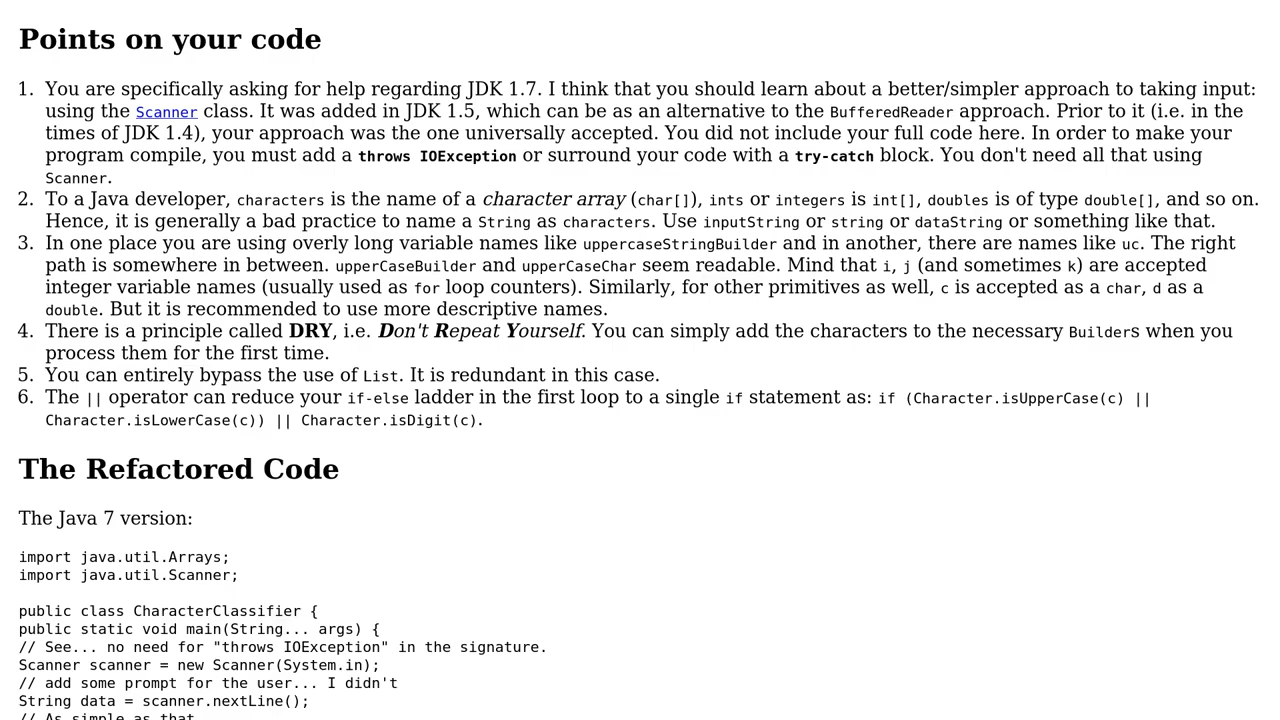 Points on your code
1. You are specifically asking for help regarding JDK 1.7. I think that you should learn about a better/simpler approach to taking input:
using the Scanner class. It was added in JDK 1.5, which can be as an alternative to the BufferedReader approach. Prior to it (i.e. in the
times of JDK 1.4), your approach was the one universally accepted. You did not include your full code here. In order to make your
program compile, you must add a throws IOException or surround your code with a try-catch block. You don't need all that using
Scanner.
2. To a Java developer, characters is the name of a character array (char[]), ints or integers is int[], doubles is of type double[], and so on.
Hence, it is generally a bad practice to name a String as characters. Use inputString or string or dataString or something like that.
3. In one place you are using overly long variable names like uppercaseStringBuilder and in another, there are names like uc. The right
path is somewhere in between. upperCaseBuilder and upperCaseChar seem readable. Mind that i, j (and sometimes k) are accepted
integer variable names (usually used as for loop counters). Similarly, for other primitives as well, c is accepted as a char, d as a
double. But it is recommended to use more descriptive names.
4. There is a principle called DRY, i.e. Don't Repeat Yourself. You can simply add the characters to the necessary Builders when you
process them for the first time.
5. You can entirely bypass the use of List. It is redundant in this case.
6. The || operator can reduce your if-else ladder in the first loop to a single if statement as: if (Character.isUpperCase(c) ||
Character.isLowerCase(c)) || Character.isDigit(c).
The Refactored Code
The Java 7 version:
import java.util.Arrays;
import java.util.Scanner;
public class CharacterClassifier {
public static void main(String... args) {
// See... no need for "throws IOException" in the signature.
Scanner scanner = new Scanner(System.in);
// add some prompt for the user... I didn't
String data = scanner.nextLine();
// As simple as that